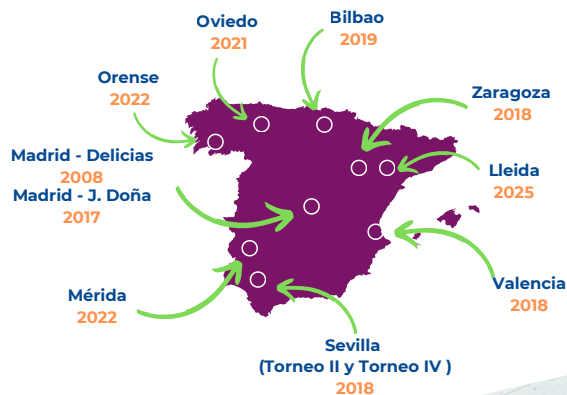 Bilbao
2019
Oviedo
2021
Orense
2022
Zaragoza
2018
Madrid - Delicias
2008
Madrid - J. Doña
2017
Lleida
2025
Valencia
2018
Mérida
2022
Sevilla
(Torneo II y Torneo IV )
2018